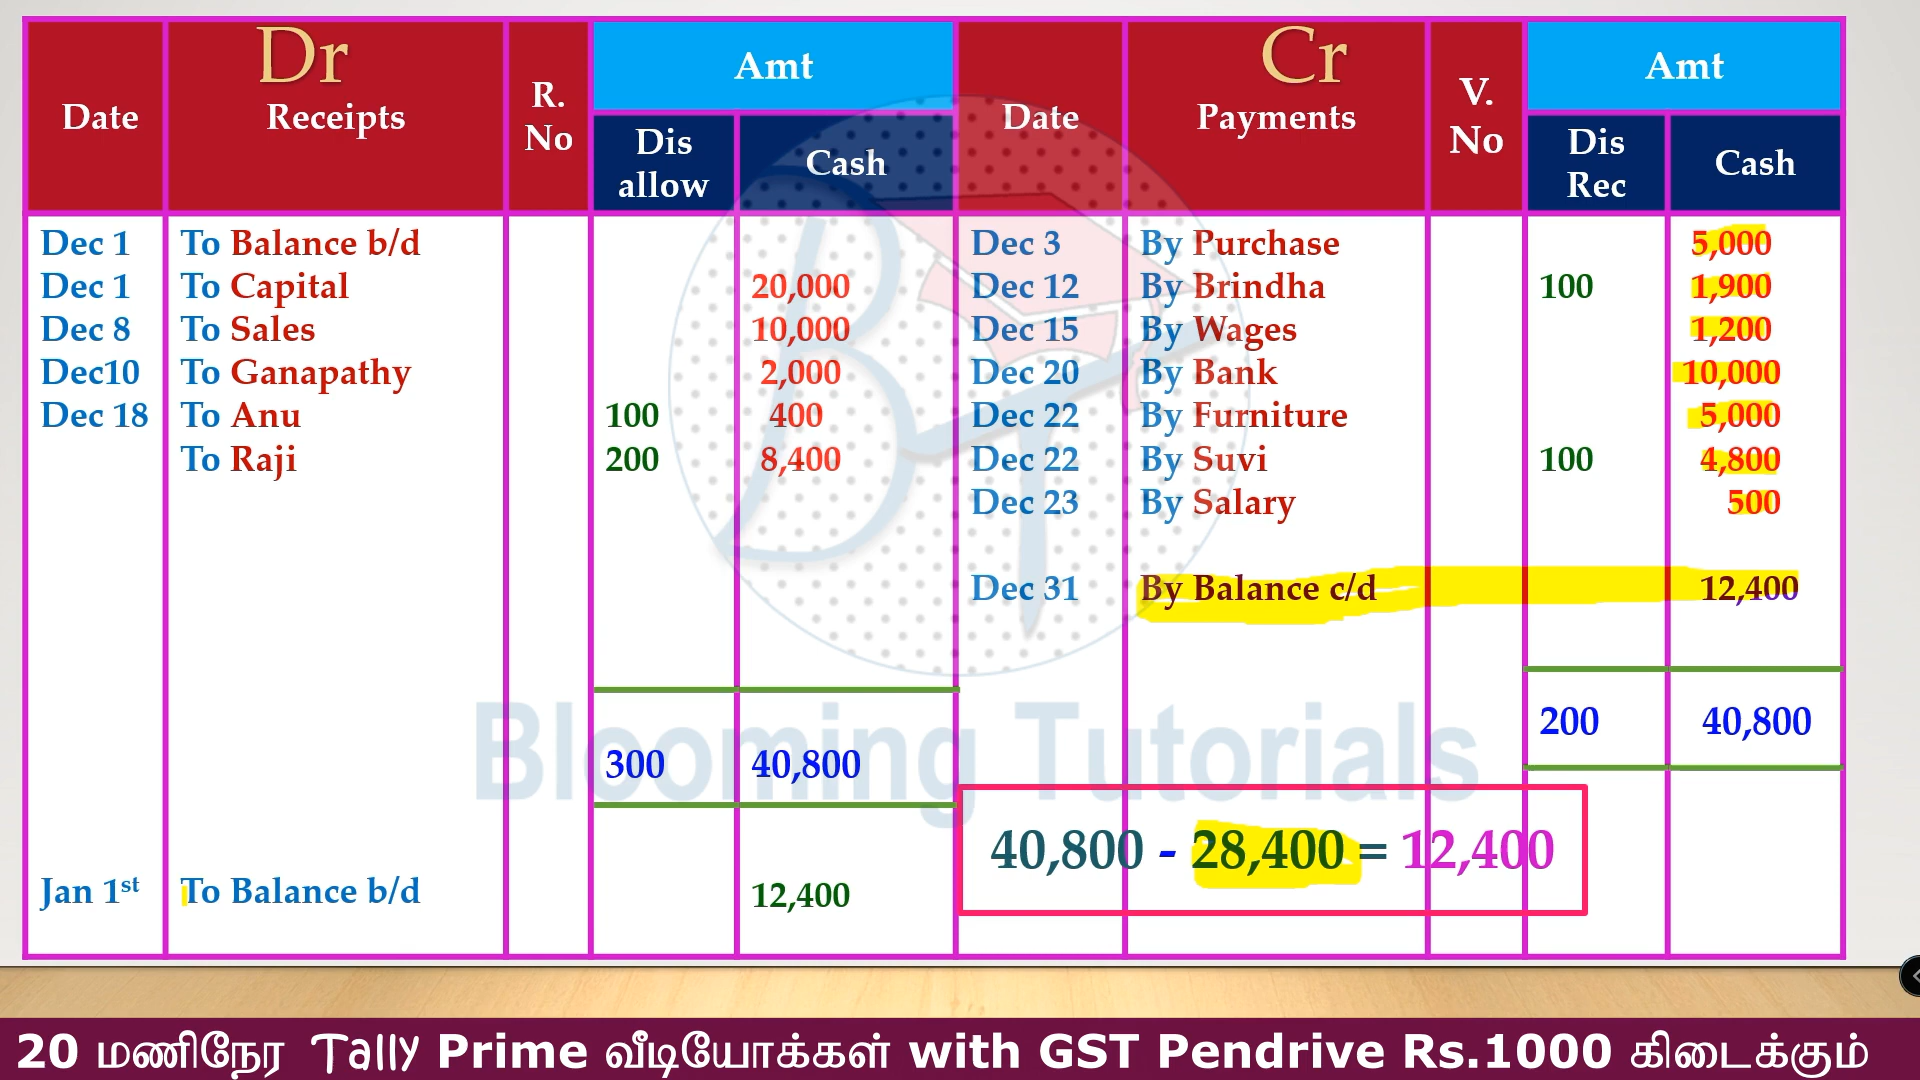 Dr
Cr
Date Receipts R. No Amt Date Payments V. No Amt
Dis allow Cash Dis Rec Cash
Dec 1 To Balance b/d Dec 3 By Purchase 5,000
Dec 1 To Capital 20,000 Dec 12 By Brindha 100 1,900
Dec 8 To Sales 10,000 Dec 15 By Wages 1,200
Dec10 To Ganapathy 2,000 Dec 20 By Bank 10,000
Dec 18 To Anu 100 400 Dec 22 By Furniture 5,000
To Raji 200 8,400 Dec 22 By Suvi 100 4,800
Dec 23 By Salary 500
Dec 31 By Balance c/d 12,400
200 40,800
300 40,800
Blooming Tutorials
40,800 - 28,400 = 12,400
Jan 1st To Balance b/d 12,400
20 மணிநேர Tally Prime வீடியோக்கள் with GST Pendrive Rs.1000 கிடைக்கும்